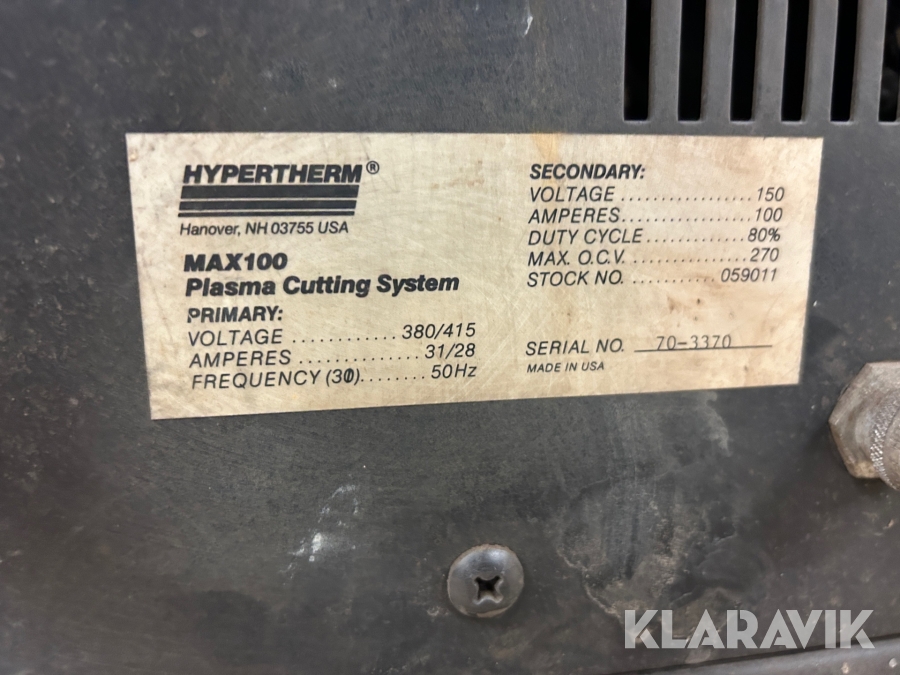 HYPERTHERM®
Hanover, NH 03755 USA
MAX100
Plasma Cutting System
PRIMARY:
VOLTAGE ............. 380/415
AMPERES ............... 31/28
FREQUENCY (3Φ)........ 50Hz
SECONDARY:
VOLTAGE .................... 150
AMPERES.................... 100
DUTY CYCLE............... 80%
MAX. O.C.V. ................. 270
STOCK NO. ............ 059011
SERIAL NO. 70-3370
MADE IN USA
KLARAVIK